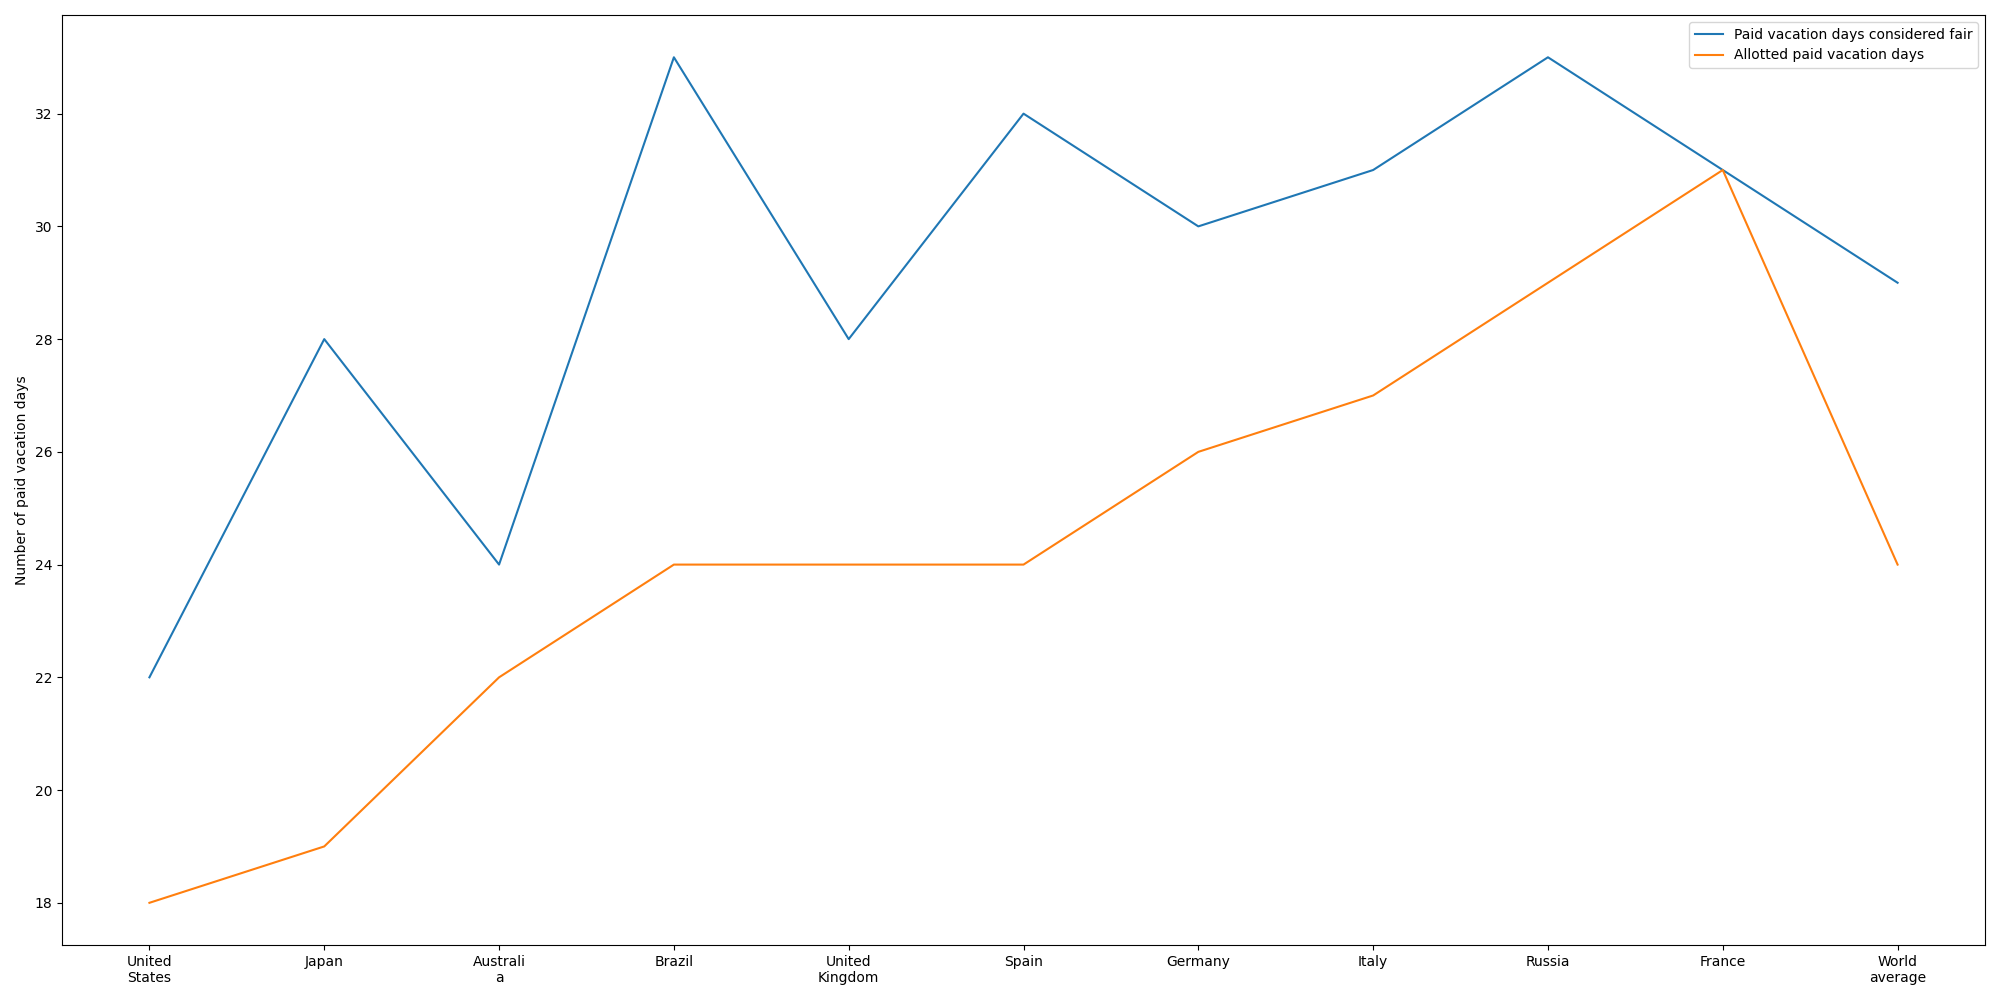 Paid vacation days considered fair
Allotted paid vacation days
Number of paid vacation days
32
30
28
26
24
22
20
18
United
States
Japan
Australi
a
Brazil
United
Kingdom
Spain
Germany
Italy
Russia
France
World
average